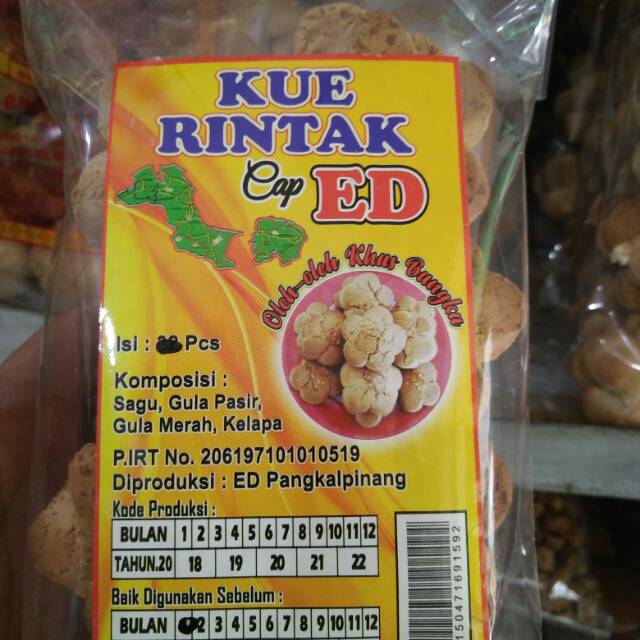 KUE
RINTAK
Cap ED
Oleh-oleh Khas Bangka
Isi : Pcs
Komposisi :
Sagu, Gula Pasir,
Gula Merah, Kelapa
P.IRT No. 206197101010519
Diproduksi : ED Pangkalpinang
Kode Produksi :
BULAN 1 2 3 4 5 6 7 8 9 10 11 12
TAHUN.20 18 19 20 21 22
Baik Digunakan Sebelum :
BULAN 2 3 4 5 6 7 8 9 10 11 12
50471691592